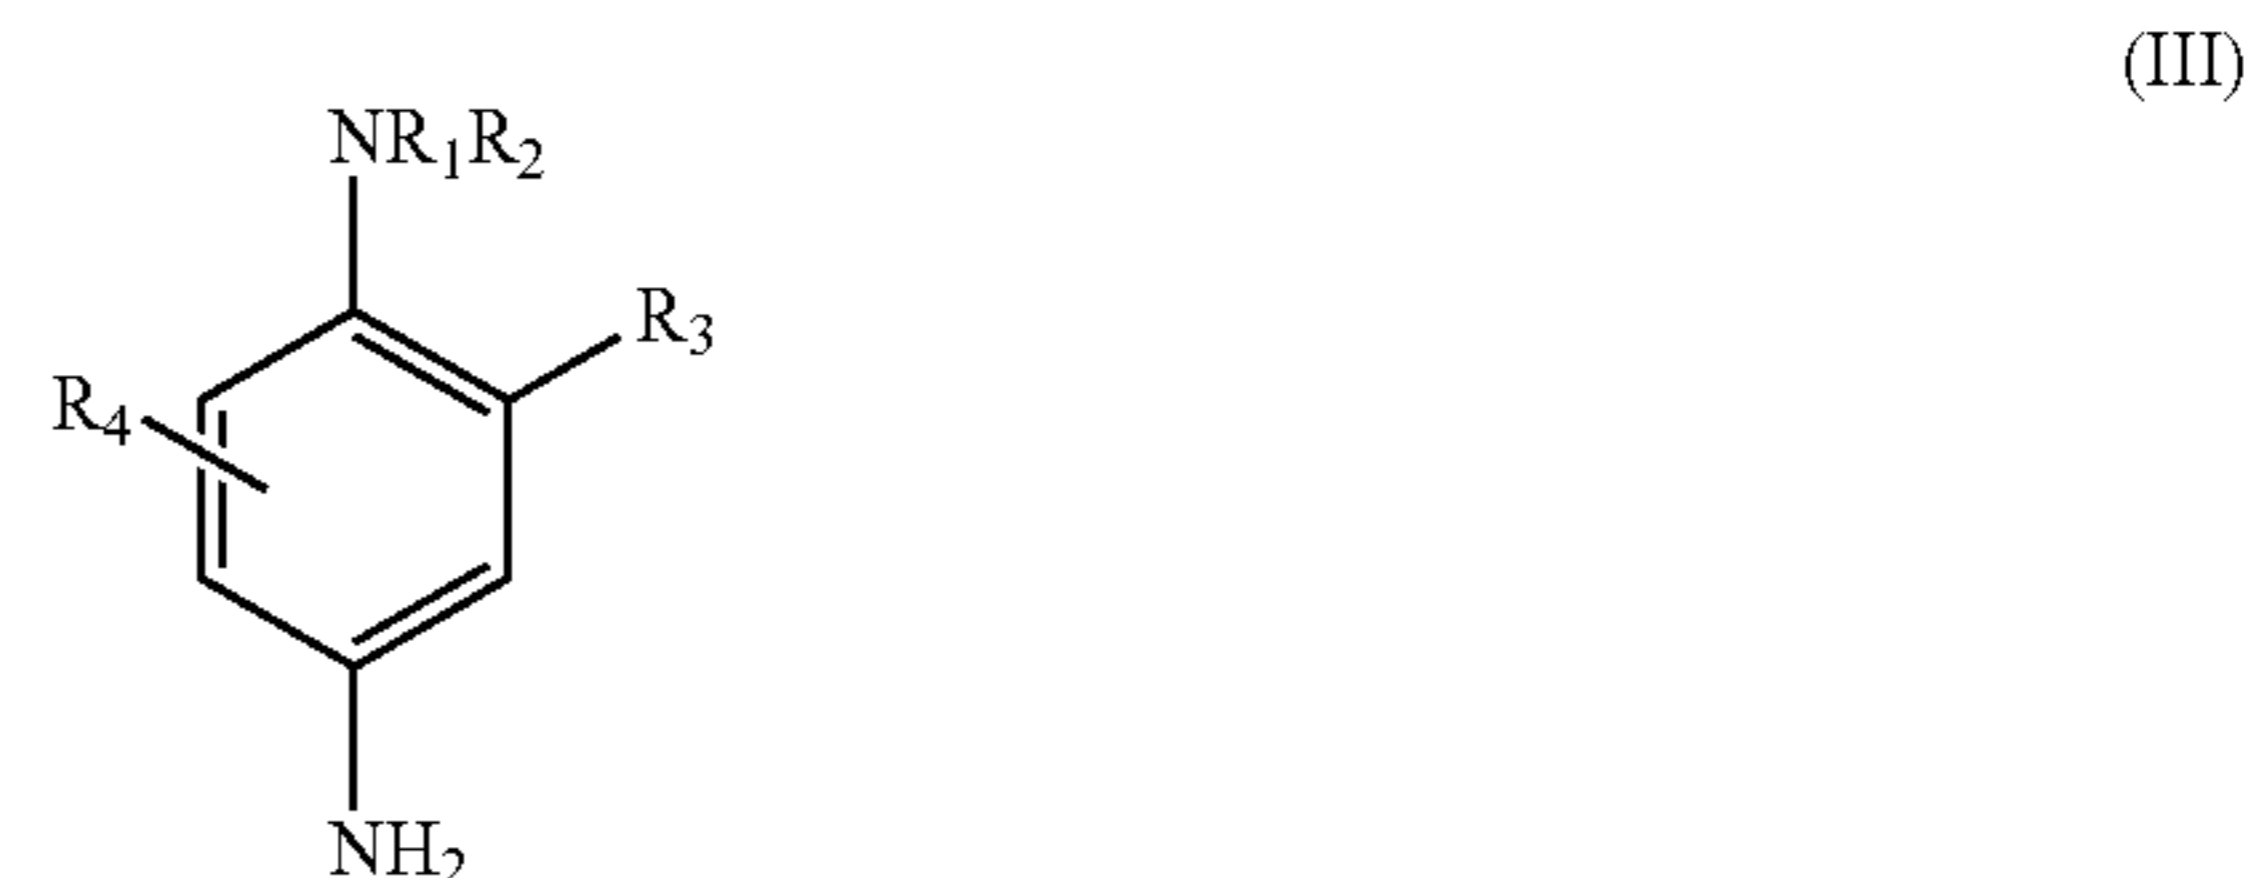 (III)
NR₁R₂
R₃
R₄
NH₂